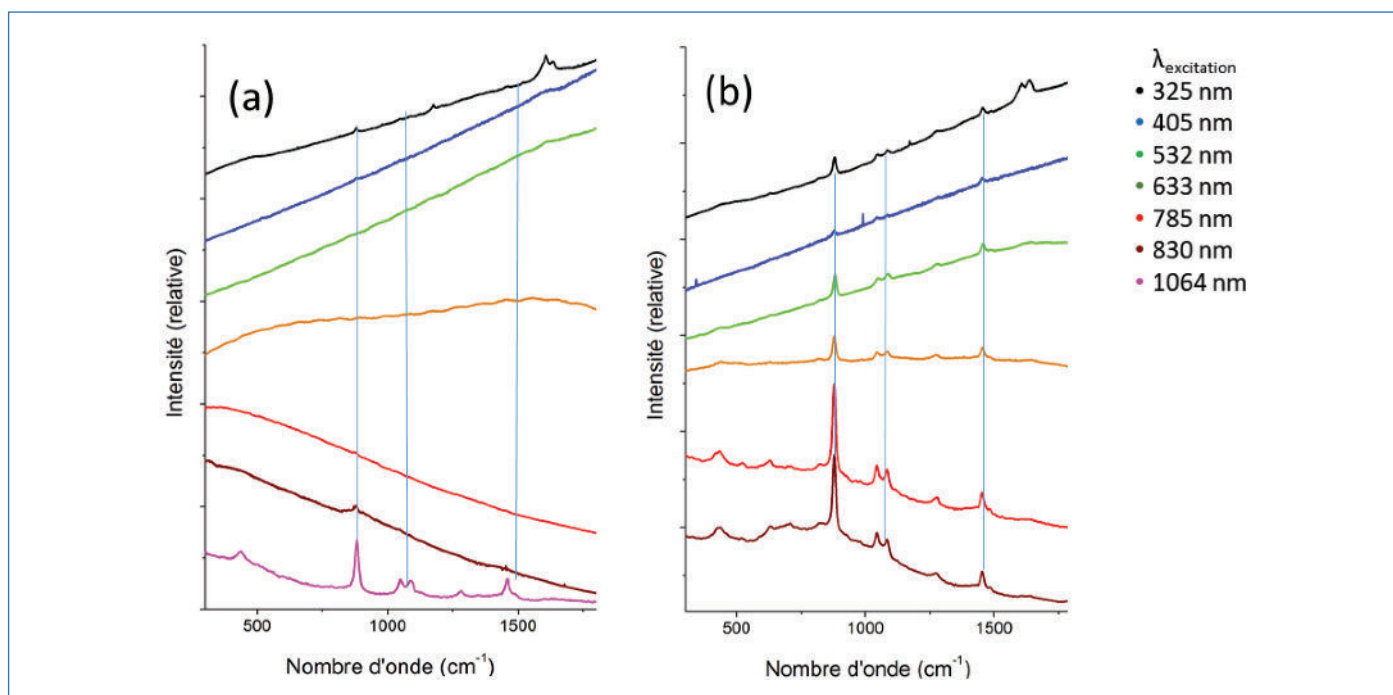 (a)
Intensité (relative)
500
1000
1500
Nombre d'onde (cm⁻¹)
(b)
Intensité (relative)
500
1000
1500
Nombre d'onde (cm⁻¹)
λexcitation
325 nm
405 nm
532 nm
633 nm
785 nm
830 nm
1064 nm